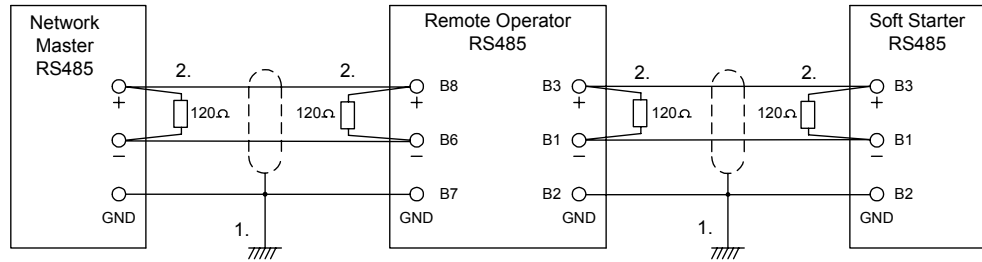 Network
Master
RS485
Remote Operator
RS485
Soft Starter
RS485
2.
2.
2.
2.
B8
B3
B3
+
+
+
+
120Ω
120Ω
120Ω
120Ω
B6
B1
B1
−
−
−
−
B7
B2
B2
GND
GND
GND
GND
1.
1.